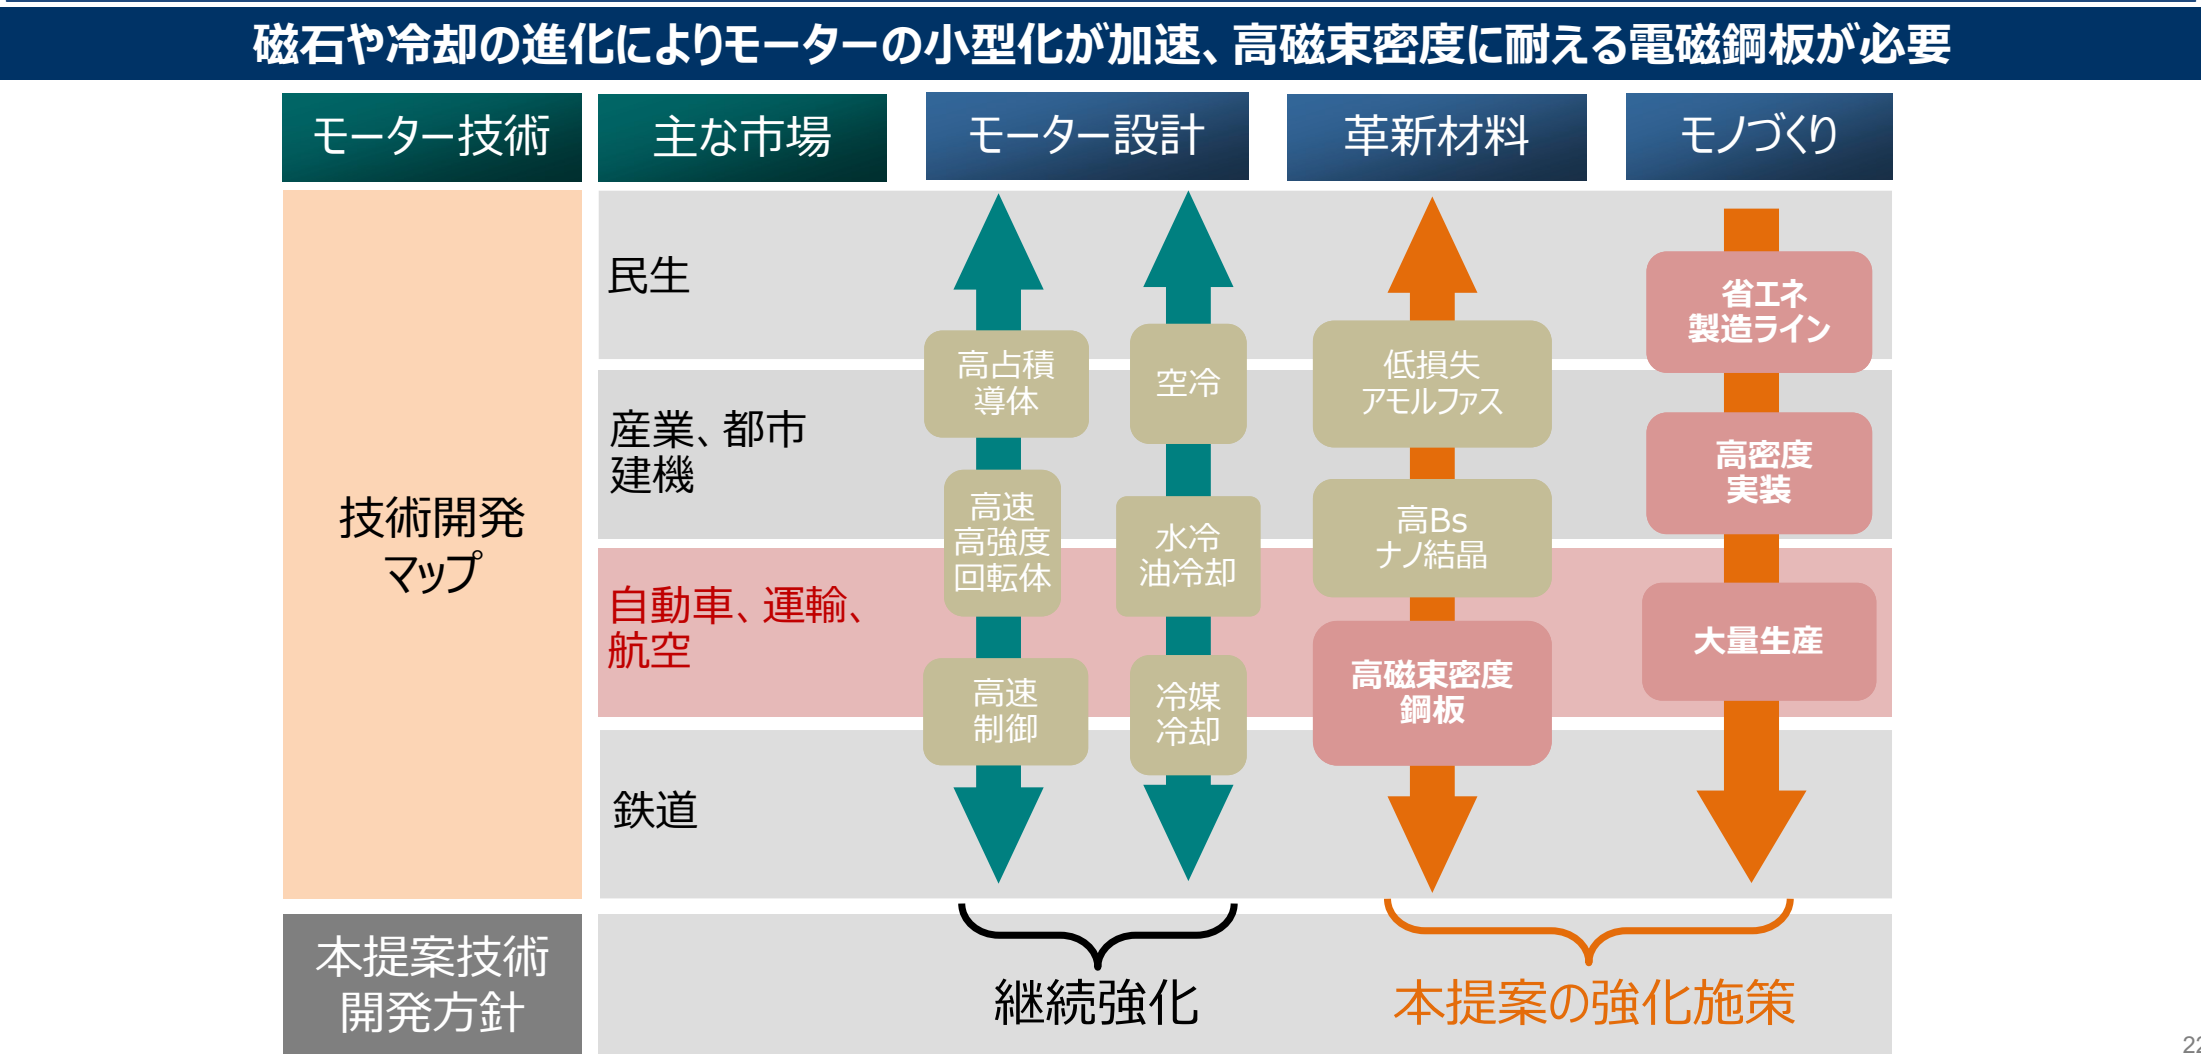 磁石や冷却の進化によりモーターの小型化が加速、高磁束密度に耐える電磁鋼板が必要
モーター技術
主な市場
モーター設計
革新材料
モノづくり
技術開発
マップ
民生
産業、都市
建機
自動車、運輸、
航空
鉄道
高占積
導体
高速
高強度
回転体
高速
制御
空冷
水冷
油冷却
冷媒
冷却
低損失
アモルファス
高Bs
ナノ結晶
高磁束密度
鋼板
省エネ
製造ライン
高密度
実装
大量生産
本提案技術
開発方針
継続強化
本提案の強化施策
22